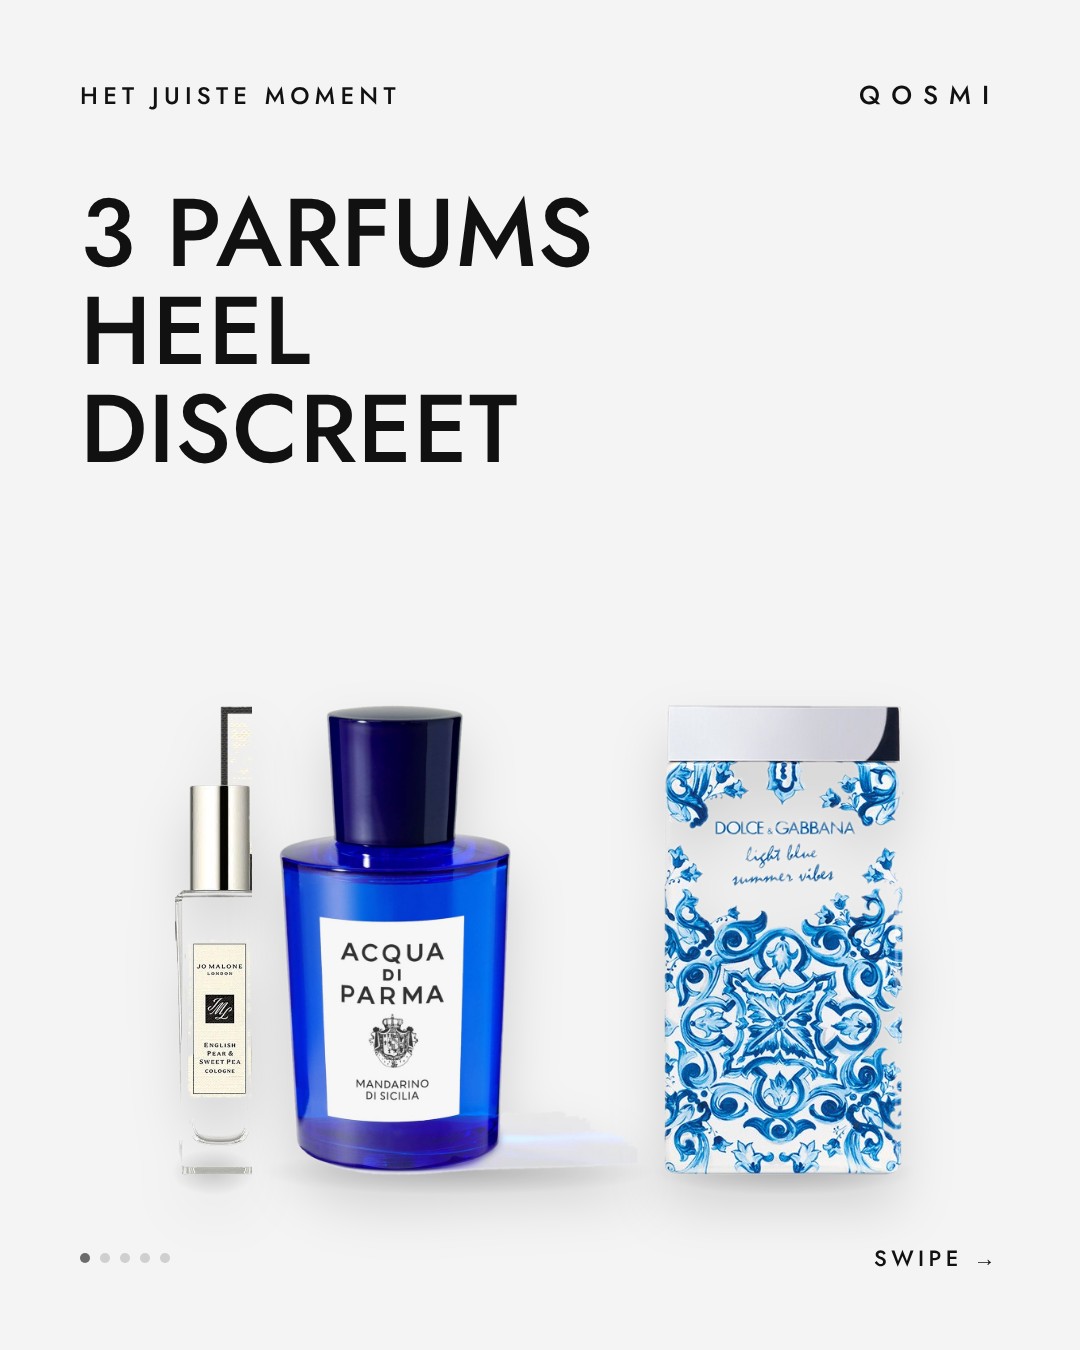 HET JUISTE MOMENT
QOSMI
3 PARFUMS
HEEL
DISCREET
JO MALONE
LONDON
JML
ENGLISH
PEAR &
SWEET PEA
COLOGNE
ACQUA
DI
PARMA
MANDARINO
DI SICILIA
DOLCE & GABBANA
light blue
summer vibes
SWIPE →